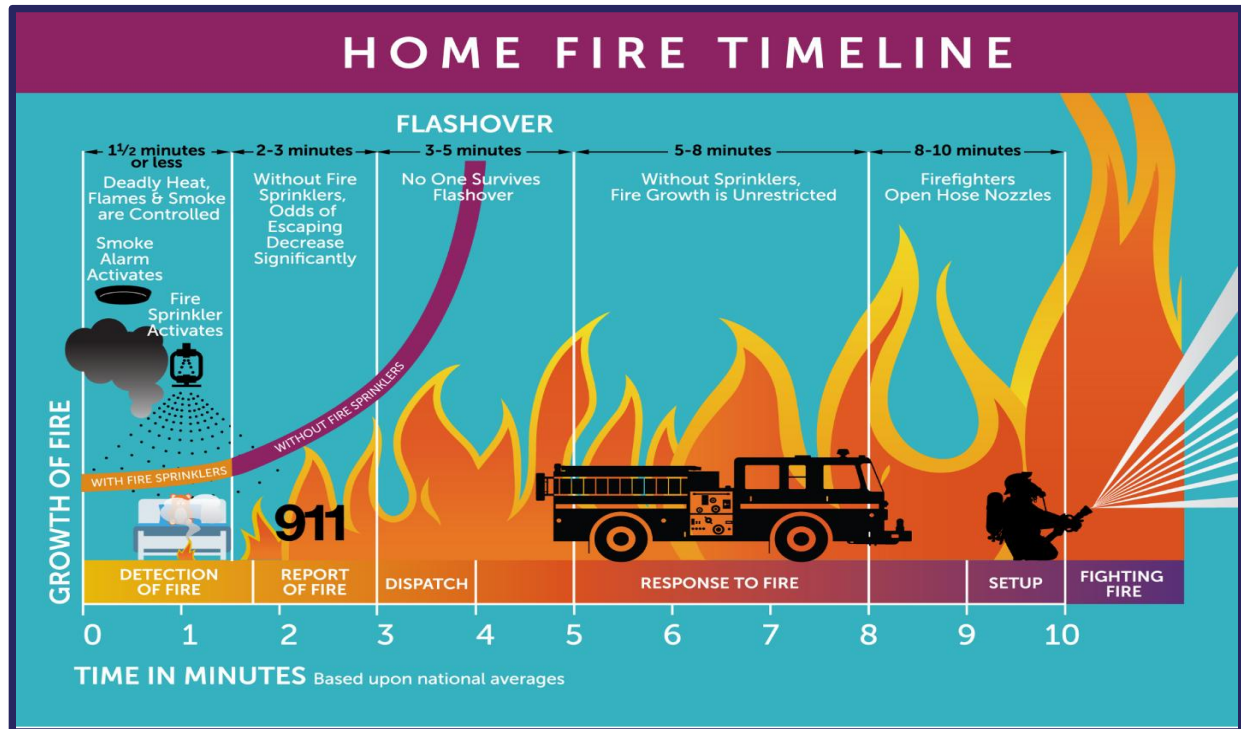 HOME FIRE TIMELINE
FLASHOVER
1½ minutes
or less
2-3 minutes
3-5 minutes
5-8 minutes
8-10 minutes
Deadly Heat,
Flames & Smoke
are Controlled
Without Fire
Sprinklers,
Odds of
Escaping
Decrease
Significantly
No One Survives
Flashover
Without Sprinklers,
Fire Growth is Unrestricted
Firefighters
Open Hose Nozzles
Smoke
Alarm
Activates
Fire
Sprinkler
Activates
WITH FIRE SPRINKLERS
WITHOUT FIRE SPRINKLERS
911
GROWTH OF FIRE
DETECTION
OF FIRE
REPORT
OF FIRE
DISPATCH
RESPONSE TO FIRE
SETUP
FIGHTING
FIRE
0 1 2 3 4 5 6 7 8 9 10
TIME IN MINUTES Based upon national averages